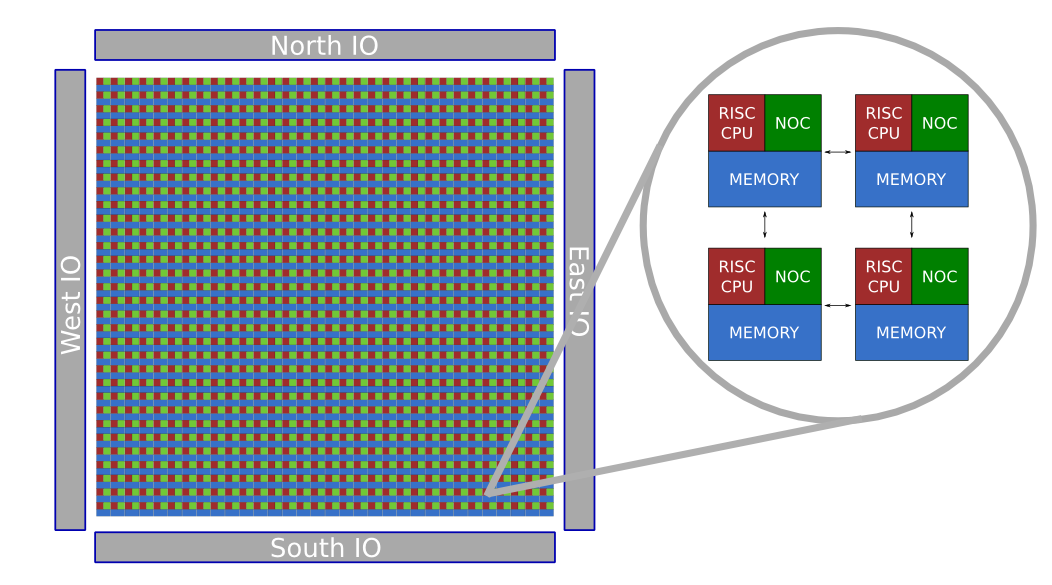 North IO
West IO
East IO
South IO
RISC
CPU
NOC
MEMORY
RISC
CPU
NOC
MEMORY
RISC
CPU
NOC
MEMORY
RISC
CPU
NOC
MEMORY